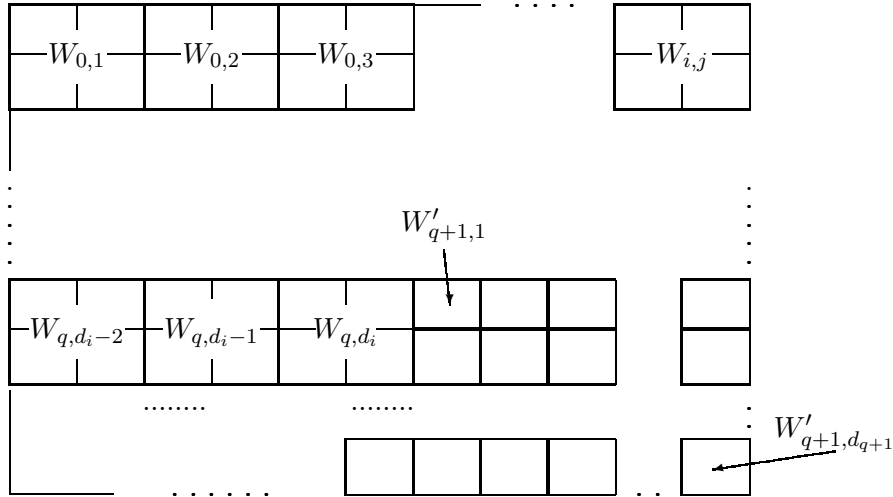 $W_{0,1}$ $W_{0,2}$ $W_{0,3}$ . . . . $W_{i,j}$
$W'_{q+1,1}$
$W_{q,d_i-2}$ $W_{q,d_i-1}$ $W_{q,d_i}$
$W'_{q+1,d_{q+1}}$